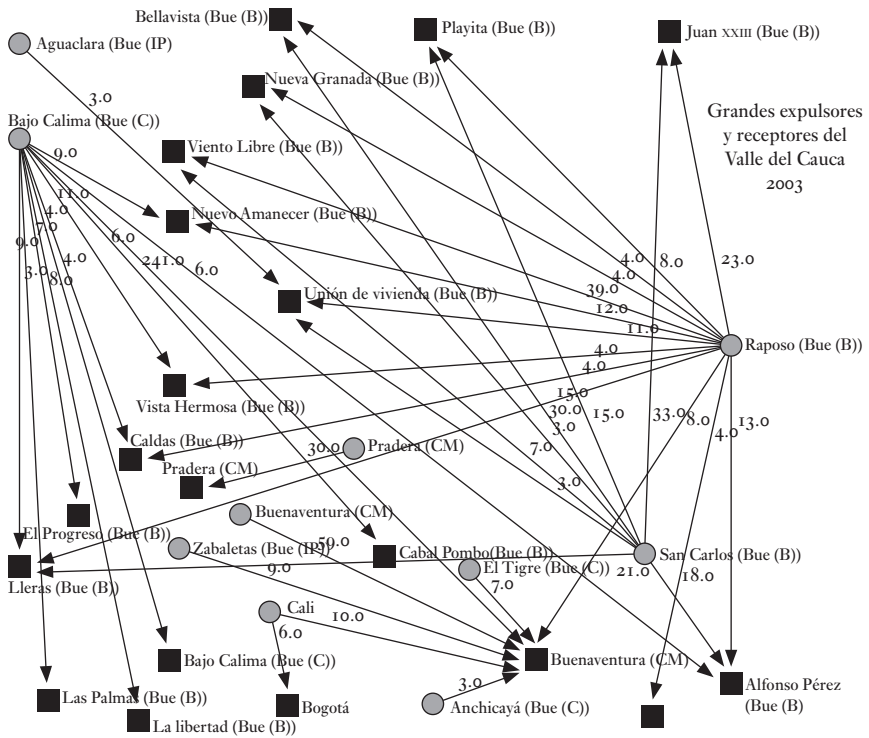 Bellavista (Bue (B))
Playita (Bue (B))
Juan XXIII (Bue (B))
Aguaclara (Bue (IP)
Nueva Granada (Bue (B))
3.0
Grandes expulsores
y receptores del
Valle del Cauca
2003
Bajo Calima (Bue (C))
9.0
Viento Libre (Bue (B))
11.0
4.0
7.0
9.0
Nuevo Amanecer (Bue (B))
6.0
3.0
8.0
4.0
241.0
6.0
4.0
8.0
23.0
4.0
39.0
Unión de vivienda (Bue (B))
12.0
11.0
Raposo (Bue (B))
4.0
4.0
15.0
Vista Hermosa (Bue (B))
30.0
15.0
33.0
8.0
13.0
3.0
4.0
Caldas (Bue (B))
30.0
Pradera (CM)
7.0
Pradera (CM)
3.0
Buenaventura (CM)
El Progreso (Bue (B))
59.0
Zabaletas (Bue (IP))
Cabal Pombo(Bue (B))
San Carlos (Bue (B))
9.0
El Tigre (Bue (C))
21.0
18.0
Lleras (Bue (B))
7.0
Cali
10.0
6.0
Bajo Calima (Bue (C))
Buenaventura (CM)
3.0
Alfonso Pérez
(Bue (B)
Las Palmas (Bue (B))
Bogotá
Anchicayá (Bue (C))
La libertad (Bue (B))